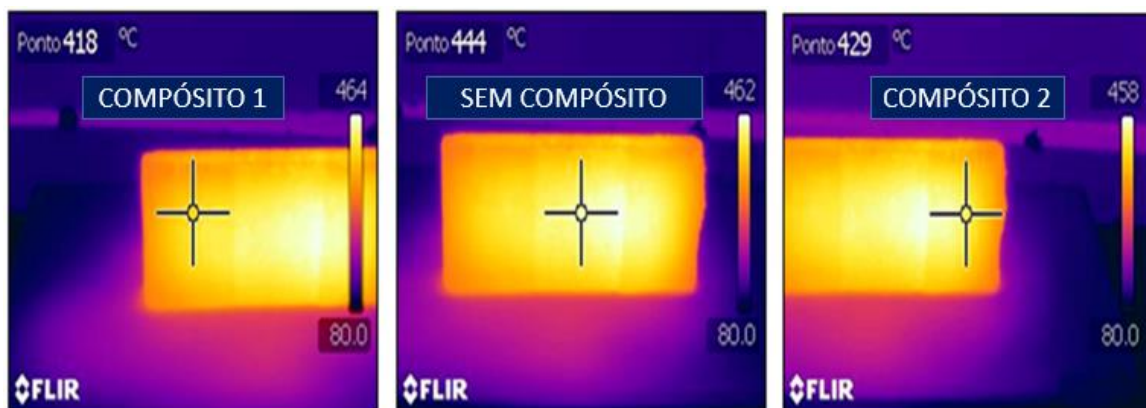 Ponto 418 °C
COMPÓSITO 1
464
80.0
FLIR
Ponto 444 °C
SEM COMPÓSITO
462
80.0
FLIR
Ponto 429 °C
COMPÓSITO 2
458
80.0
FLIR